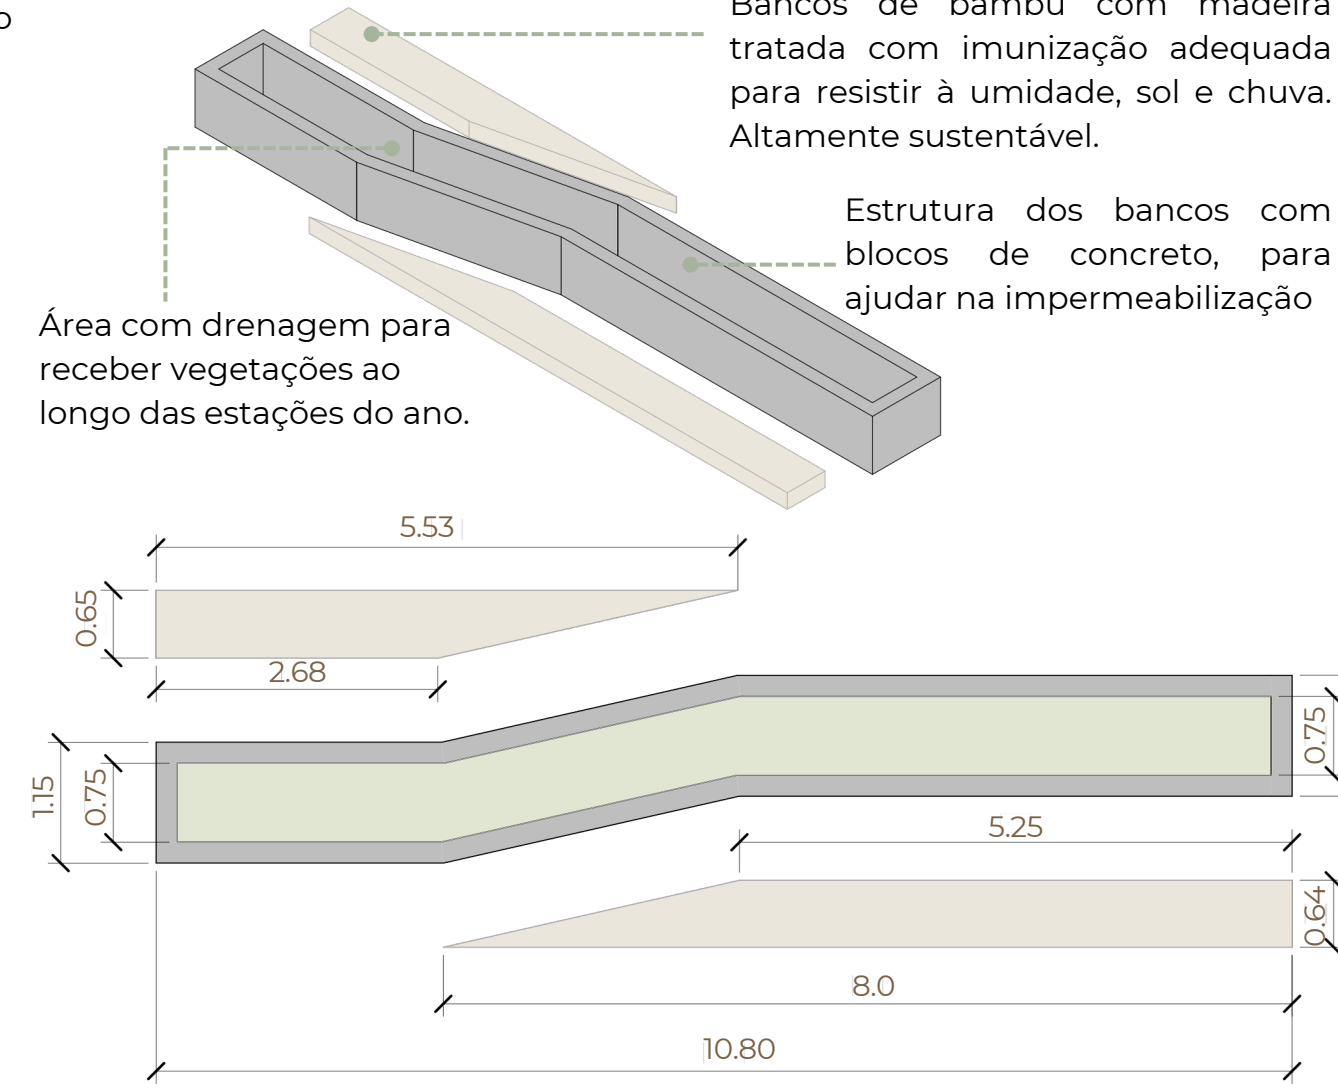 o
Bancos de bambu com madeira
tratada com imunização adequada
para resistir à umidade, sol e chuva.
Altamente sustentável.
Estrutura dos bancos com
blocos de concreto, para
ajudar na impermeabilização
Área com drenagem para
receber vegetações ao
longo das estações do ano.
5.53
0.65
2.68
1.15
0.75
0.75
5.25
0.64
8.0
10.80